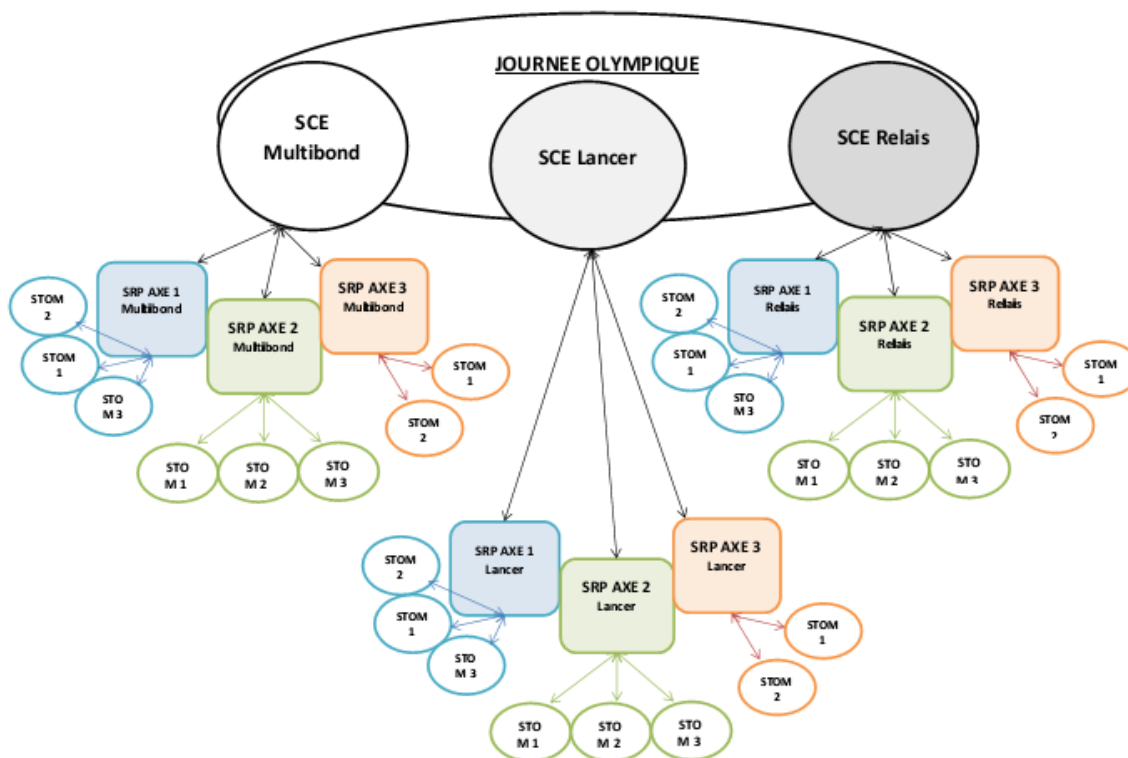 JOURNEE OLYMPIQUE
SCE
Multibond
SCE Lancer
SCE Relais
SRP AXE 1
Multibond
SRP AXE 2
Multibond
SRP AXE 3
Multibond
STOM
2
STOM
1
STO
M 3
STOM
1
STOM
2
STO
M 1
STO
M 2
STO
M 3
SRP AXE 1
Relais
SRP AXE 2
Relais
SRP AXE 3
Relais
STOM
2
STOM
1
STO
M 3
STOM
1
STOM
2
STO
M 1
STO
M 2
STO
M 3
SRP AXE 1
Lancer
SRP AXE 2
Lancer
SRP AXE 3
Lancer
STOM
2
STOM
1
STO
M 3
STOM
1
STOM
2
STO
M 1
STO
M 2
STO
M 3